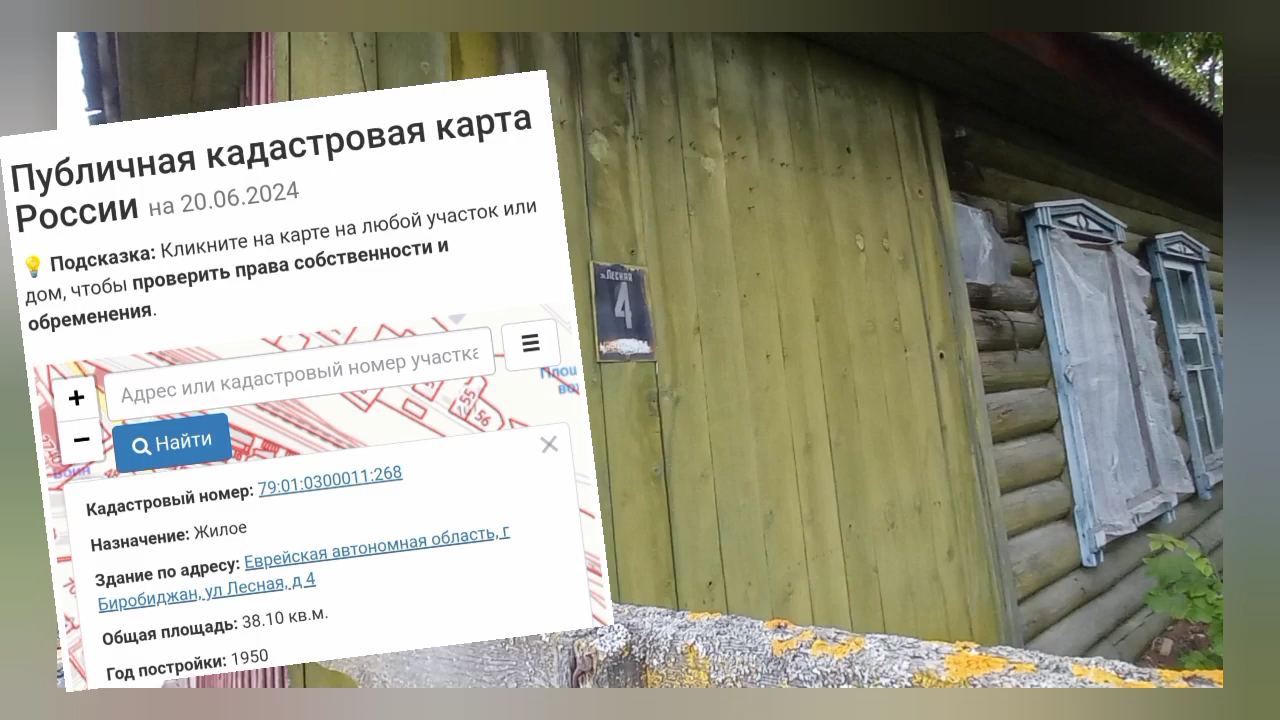 Публичная кадастровая карта
России на 20.06.2024
Подсказка: Кликните на карте на любой участок или
дом, чтобы проверить права собственности и
обременения.
+
Адрес или кадастровый номер участка
−
Найти
55
56
Кадастровый номер: 79:01:0300011:268
Назначение: Жилое
Здание по адресу: Еврейская автономная область, г
Биробиджан, ул Лесная, д 4
Общая площадь: 38.10 кв.м.
Год постройки: 1950
ул. ЛЕСНАЯ
4